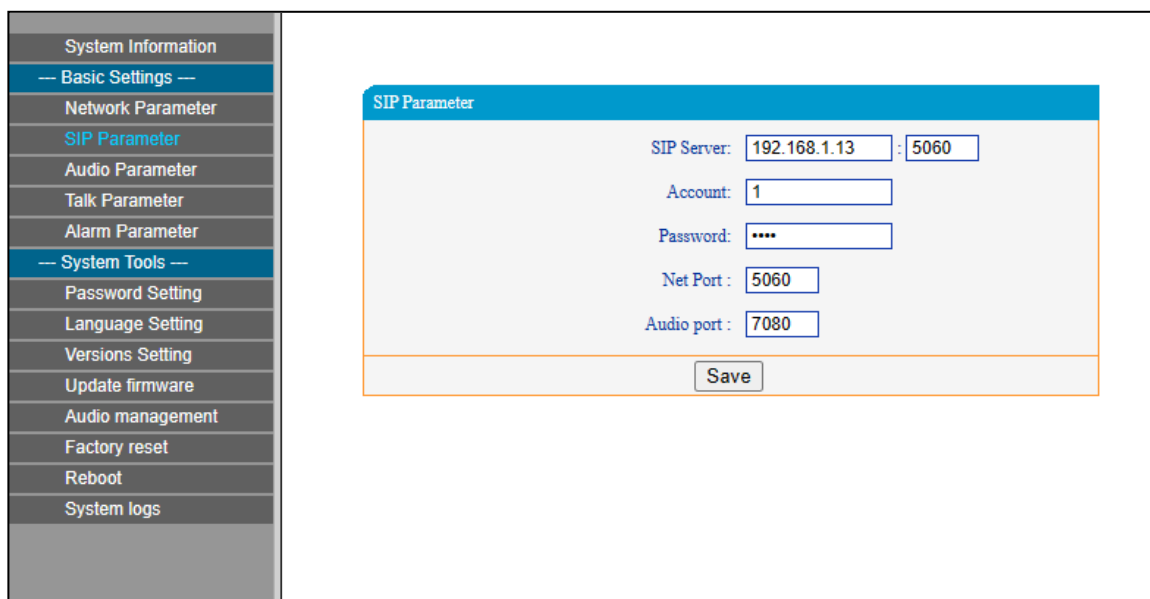 System Information
--- Basic Settings ---
Network Parameter
SIP Parameter
Audio Parameter
Talk Parameter
Alarm Parameter
--- System Tools ---
Password Setting
Language Setting
Versions Setting
Update firmware
Audio management
Factory reset
Reboot
System logs
SIP Parameter
SIP Server: 192.168.1.13 : 5060
Account: 1
Password: ••••
Net Port : 5060
Audio port : 7080
Save